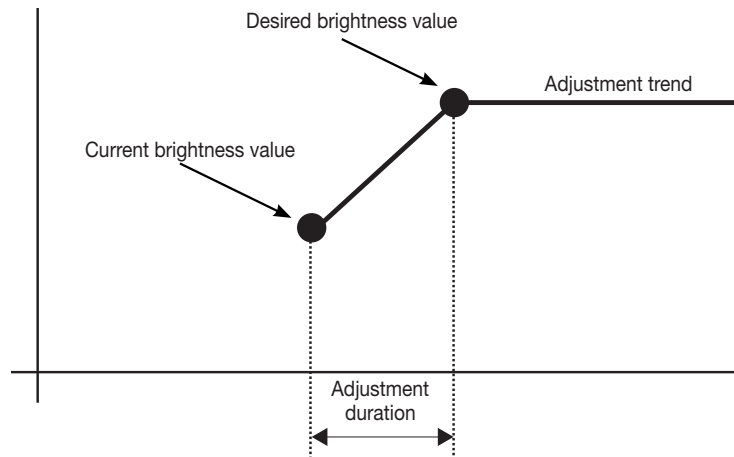 Desired brightness value
Adjustment trend
Current brightness value
Adjustment
duration